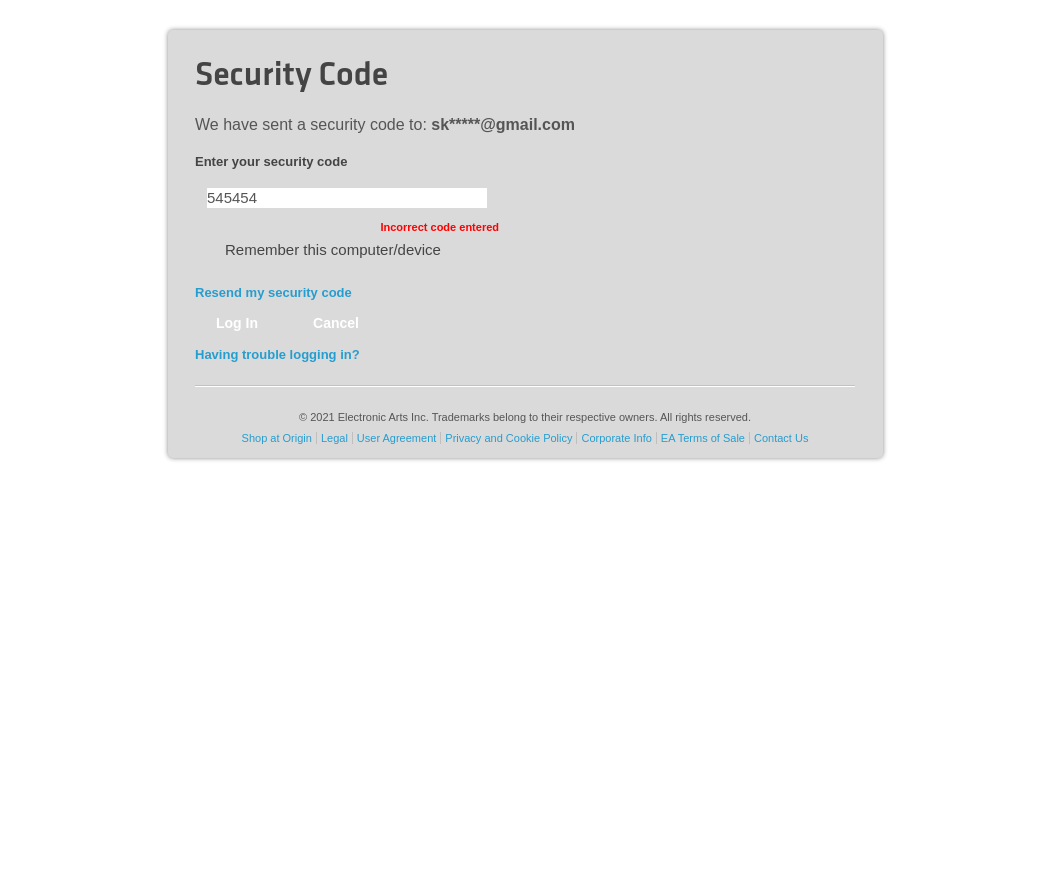 Security Code
We have sent a security code to: sk*****@gmail.com
Enter your security code
545454
Incorrect code entered
Remember this computer/device
Resend my security code
Log In Cancel
Having trouble logging in?
© 2021 Electronic Arts Inc. Trademarks belong to their respective owners. All rights reserved.
Shop at Origin Legal User Agreement Privacy and Cookie Policy Corporate Info EA Terms of Sale Contact Us